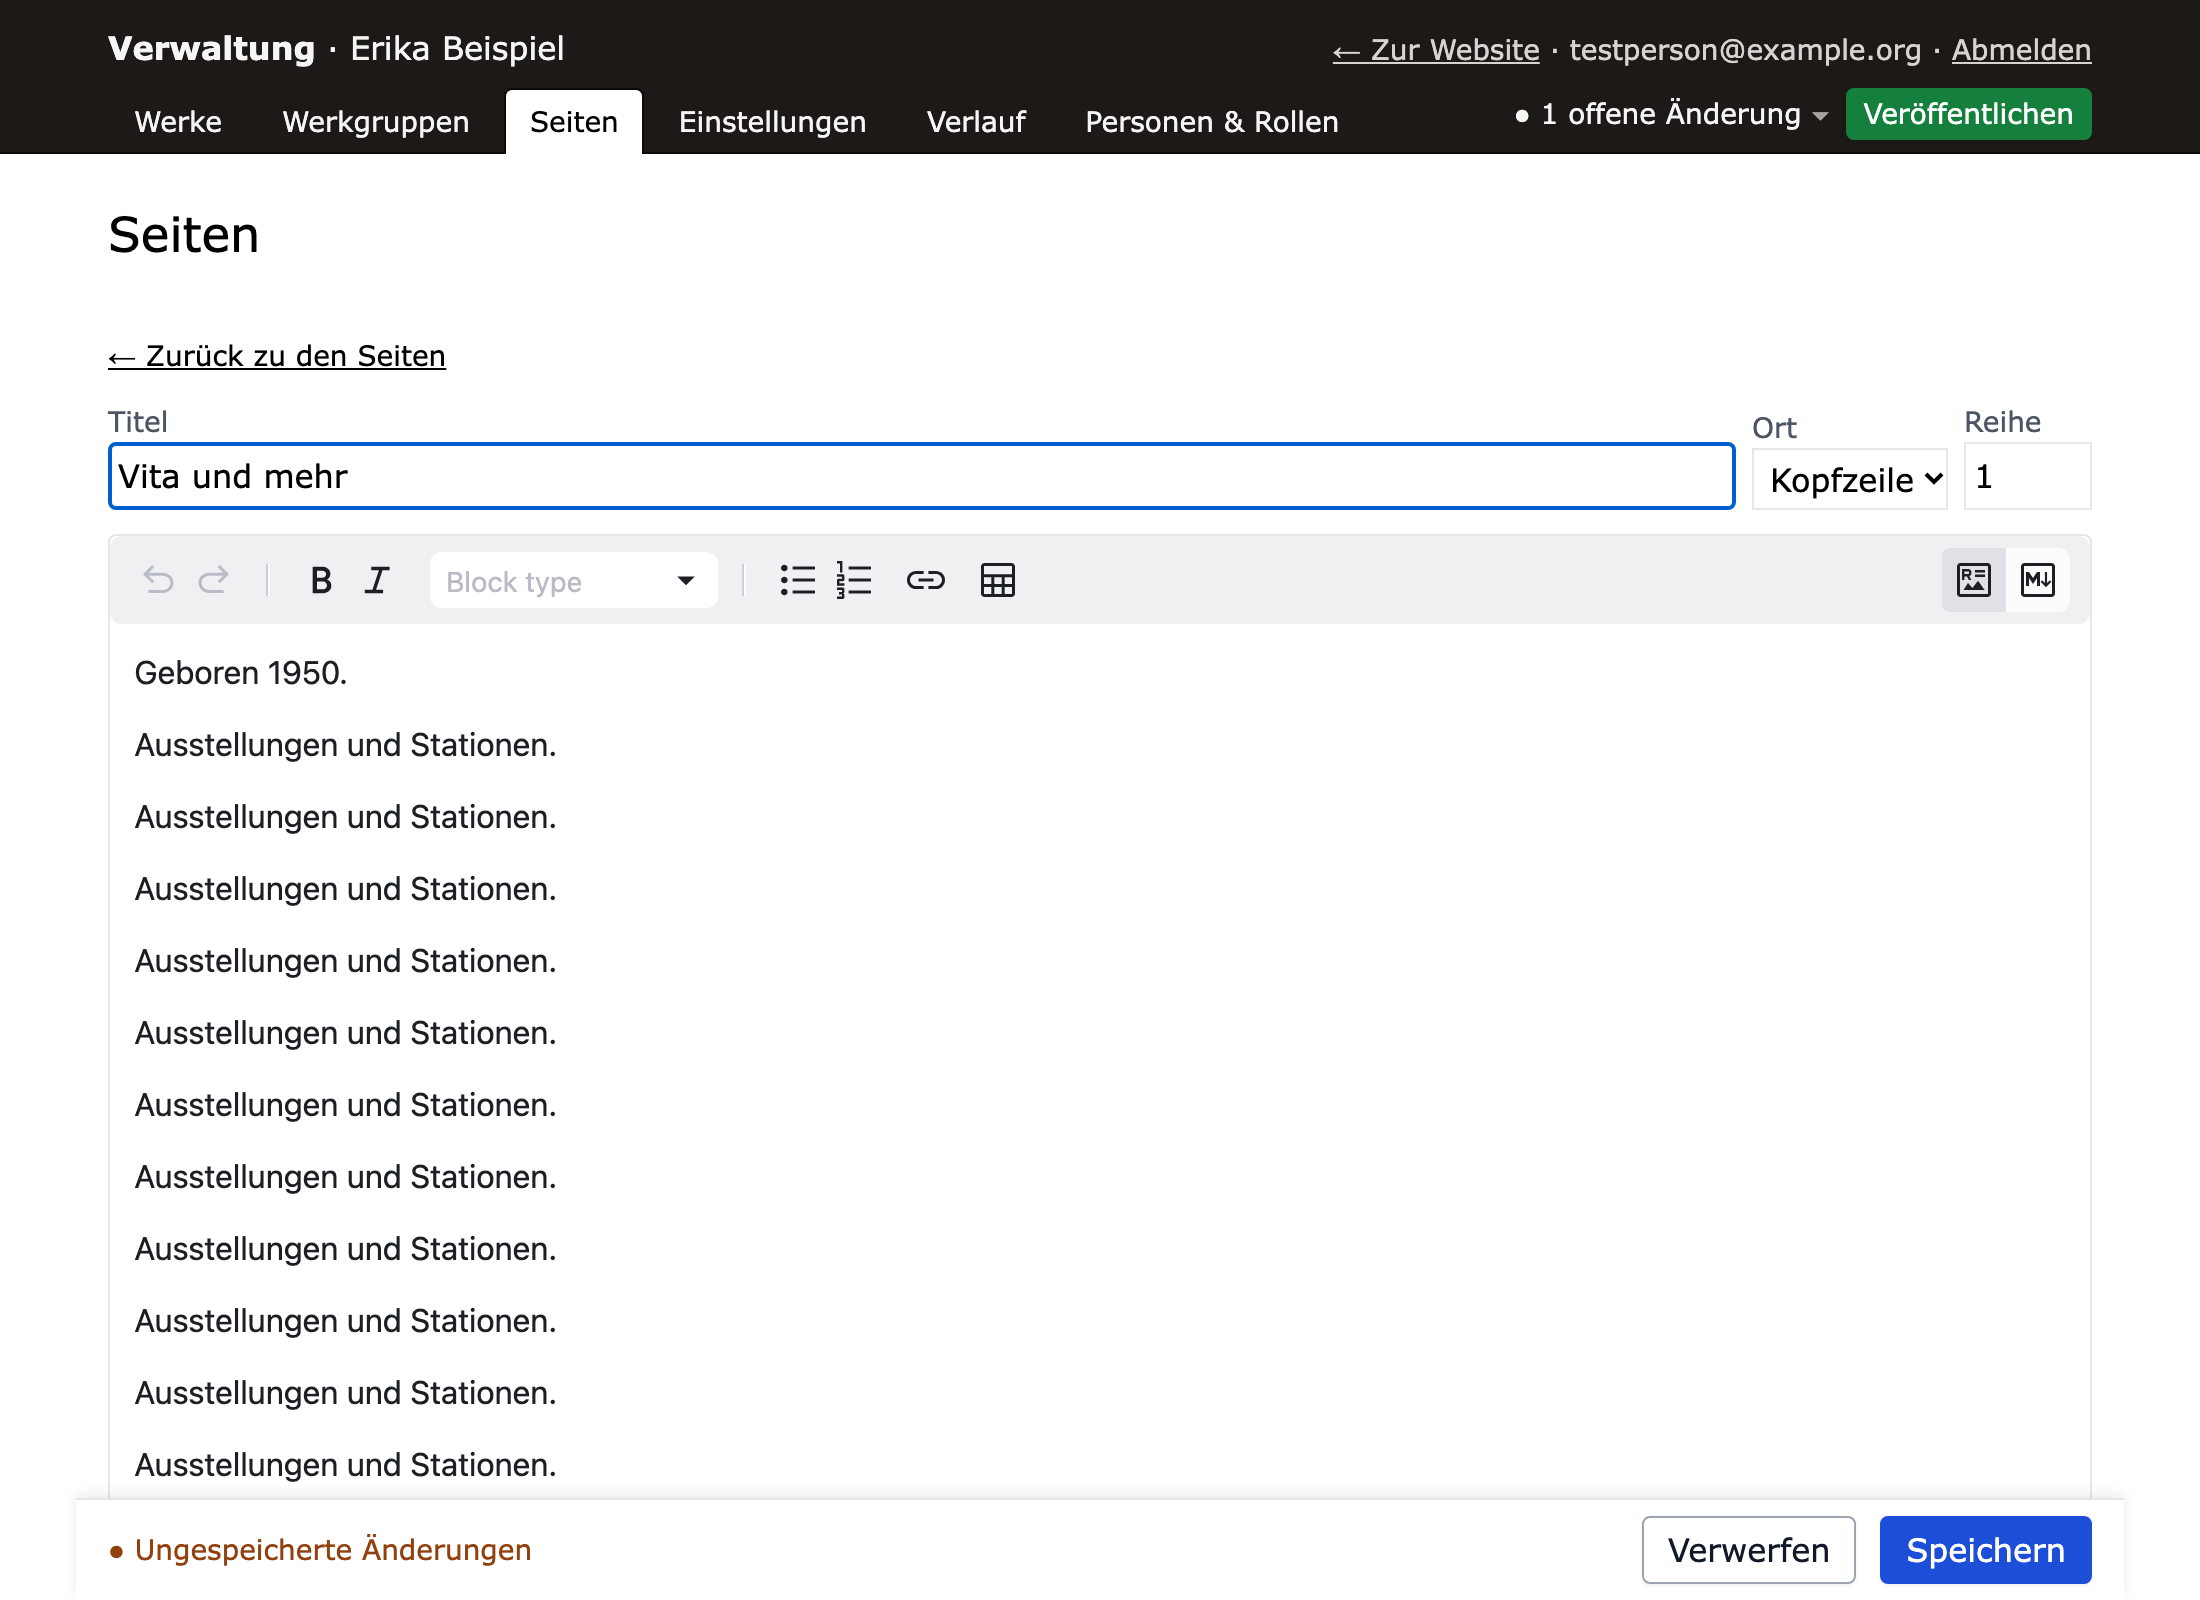 Verwaltung · Erika Beispiel
← Zur Website · testperson@example.org · Abmelden
Werke Werkgruppen Seiten Einstellungen Verlauf Personen & Rollen
● 1 offene Änderung Veröffentlichen
Seiten
← Zurück zu den Seiten
Titel Ort Reihe
Vita und mehr Kopfzeile 1
B I Block type
Geboren 1950.
Ausstellungen und Stationen.
Ausstellungen und Stationen.
Ausstellungen und Stationen.
Ausstellungen und Stationen.
Ausstellungen und Stationen.
Ausstellungen und Stationen.
Ausstellungen und Stationen.
Ausstellungen und Stationen.
Ausstellungen und Stationen.
Ausstellungen und Stationen.
Ausstellungen und Stationen.
● Ungespeicherte Änderungen Verwerfen Speichern